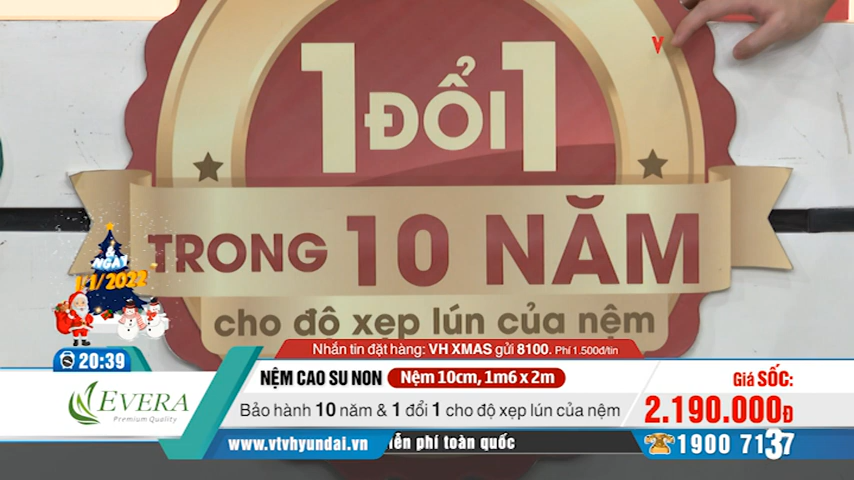 1 ĐỔI 1
TRONG 10 NĂM
cho độ xẹp lún của nệm
NGÀY
1/1/2022
Nhắn tin đặt hàng: VH XMAS gửi 8100. Phí 1.500đ/tin
20:39
EVERA
Premium Quality
NỆM CAO SU NON
Nệm 10cm, 1m6 x 2m
Bảo hành 10 năm & 1 đổi 1 cho độ xẹp lún của nệm
Giá SỐC:
2.190.000Đ
www.vtvhyundai.vn
iễn phí toàn quốc
1900 7137